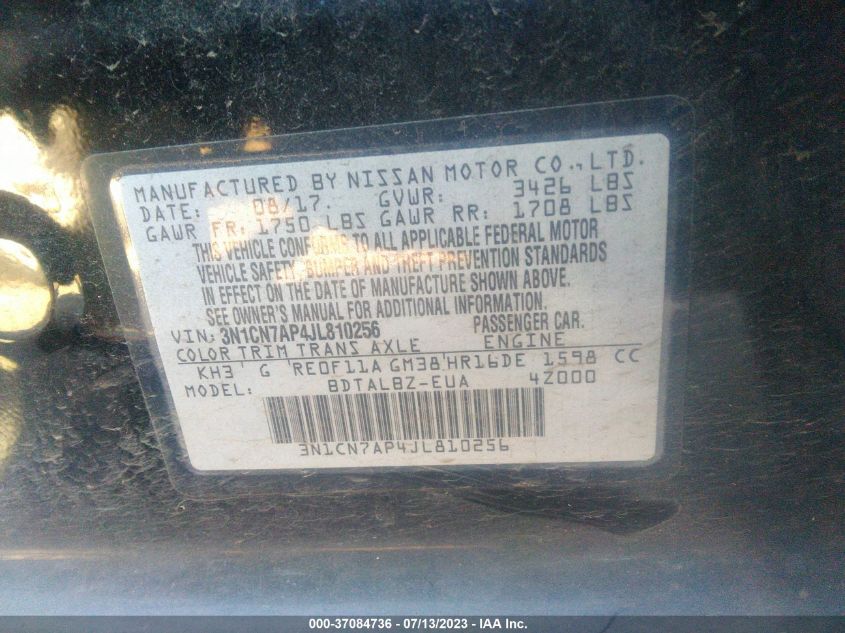 MANUFACTURED BY NISSAN MOTOR CO., LTD.
DATE: 08/17. GVWR: 3426 LBS
GAWR FR: 1750 LBS GAWR RR: 1708 LBS
THIS VEHICLE CONFORMS TO ALL APPLICABLE FEDERAL MOTOR
VEHICLE SAFETY, BUMPER AND THEFT PREVENTION STANDARDS
IN EFFECT ON THE DATE OF MANUFACTURE SHOWN ABOVE.
SEE OWNER'S MANUAL FOR ADDITIONAL INFORMATION.
VIN: 3N1CN7AP4JL810256 PASSENGER CAR.
COLOR TRIM TRANS AXLE ENGINE
KH3 G RE0F11A GM38 HR16DE 1598 CC
MODEL: BDTALBZ-EUA 4Z000
3N1CN7AP4JL810256
000-37084736 - 07/13/2023 - IAA Inc.